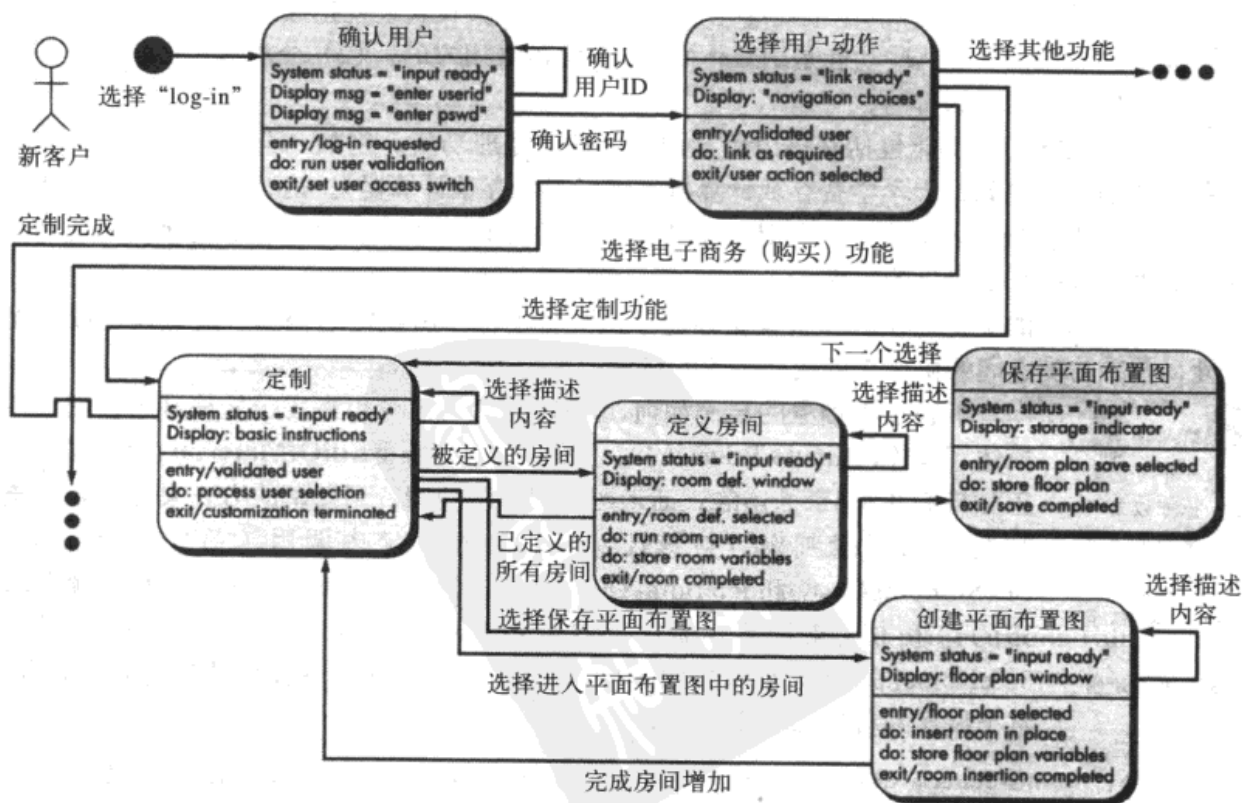 新客户
选择“log-in”
确认用户
System status = "input ready"
Display msg = "enter userid"
Display msg = "enter pswd"
entry/log-in requested
do: run user validation
exit/set user access switch
确认
用户ID
确认密码
选择用户动作
System status = "link ready"
Display: "navigation choices"
entry/validated user
do: link as required
exit/user action selected
选择其他功能
定制完成
选择电子商务（购买）功能
选择定制功能
下一个选择
定制
System status = "input ready"
Display: basic instructions
entry/validated user
do: process user selection
exit/customization terminated
选择描述
内容
被定义的房间
已定义的
所有房间
定义房间
System status = "input ready"
Display: room def. window
entry/room def. selected
do: run room queries
do: store room variables
exit/room completed
选择描述
内容
保存平面布置图
System status = "input ready"
Display: storage indicator
entry/room plan save selected
do: store floor plan
exit/save completed
选择保存平面布置图
选择进入平面布置图中的房间
创建平面布置图
System status = "input ready"
Display: floor plan window
entry/floor plan selected
do: insert room in place
do: store floor plan variables
exit/room insertion completed
选择描述
内容
完成房间增加